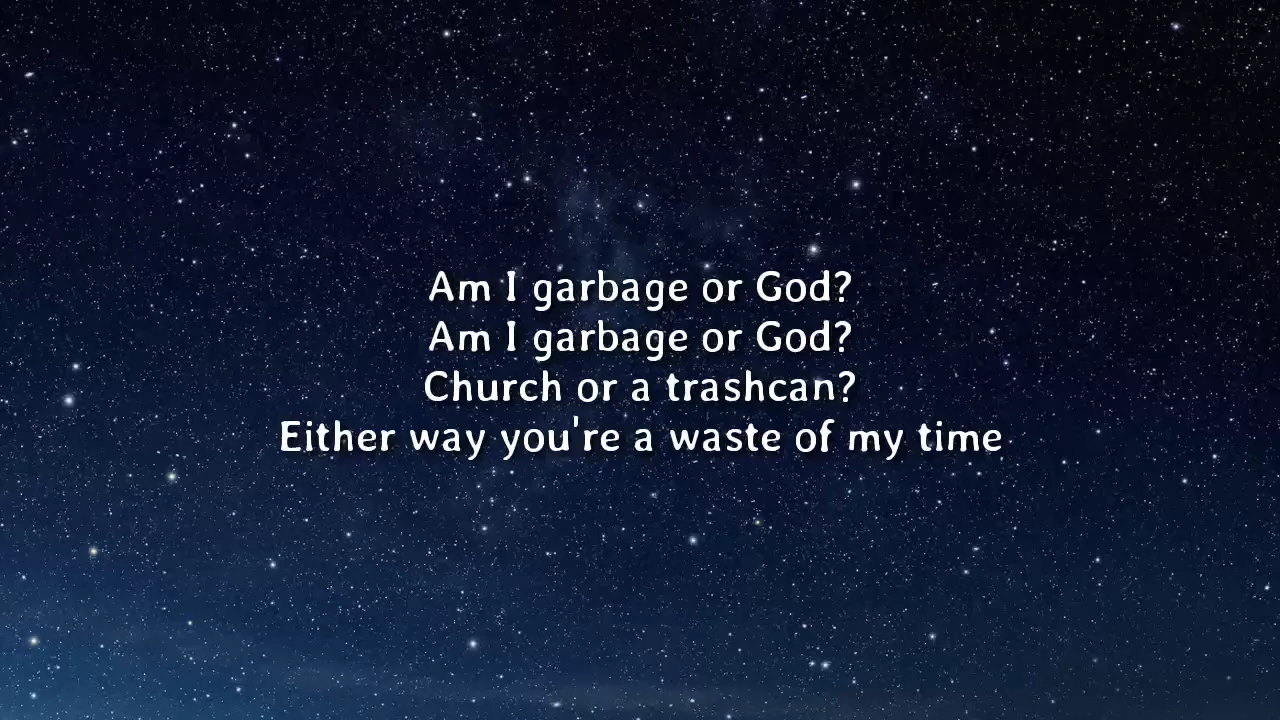 Am I garbage or God?
Am I garbage or God?
Church or a trashcan?
Either way you're a waste of my time